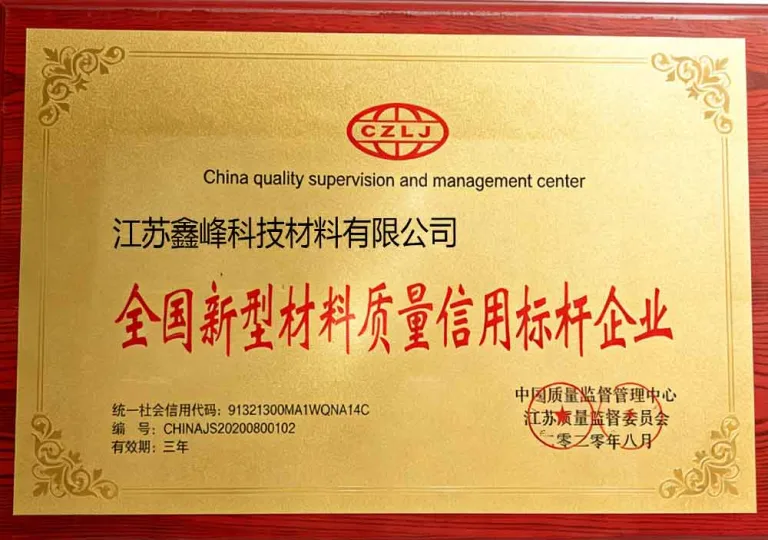 CZLJ
China quality supervision and management center
江苏鑫峰科技材料有限公司
全国新型材料质量信用标杆企业
统一社会信用代码：91321300MA1WQNA14C
编 号：CHINAJS20200800102
有效期：三年
中国质量监督管理中心
江苏质量监督委员会
二零二零年八月